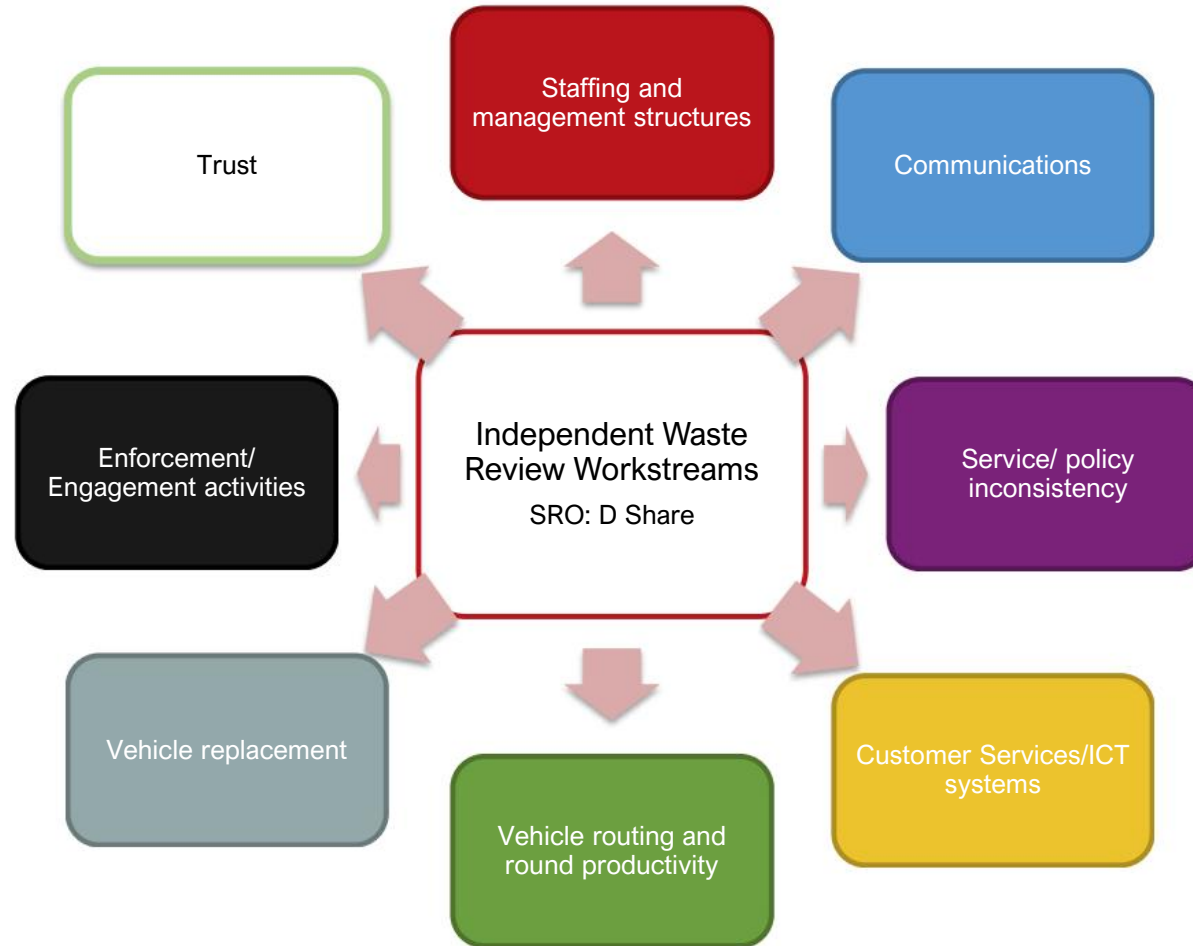 Staffing and
management structures
Trust
Communications
Enforcement/
Engagement activities
Independent Waste
Review Workstreams
SRO: D Share
Service/ policy
inconsistency
Vehicle replacement
Customer Services/ICT
systems
Vehicle routing and
round productivity